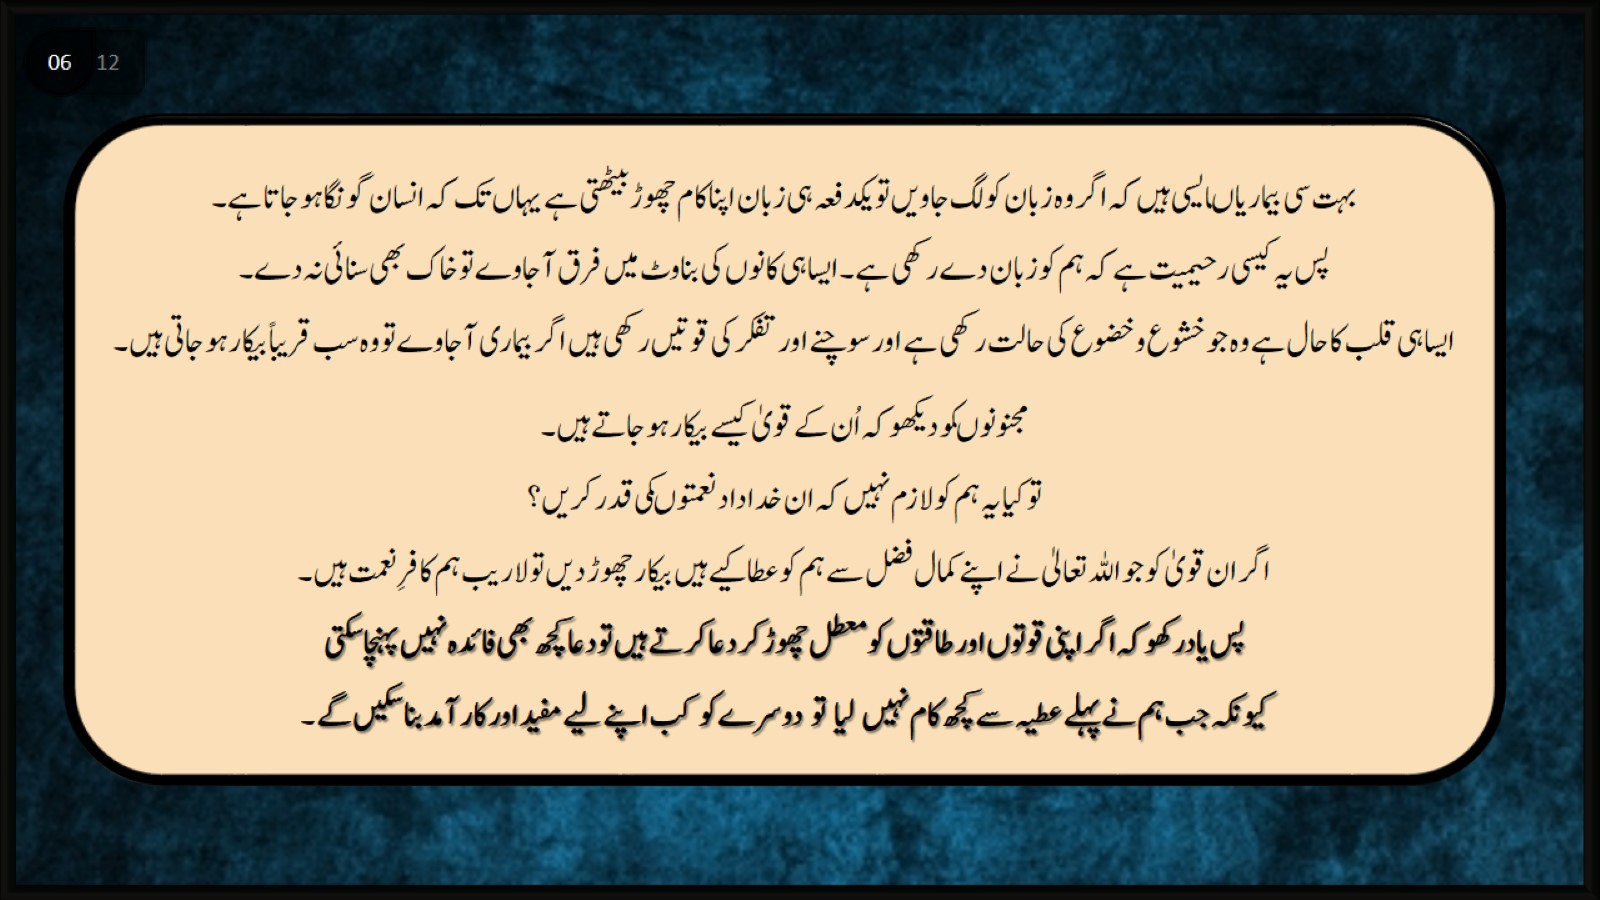 06 12
بہت سی بیماریاں ایسی ہیں کہ اگر وہ زبان کو لگ جاویں تو یکدفعہ ہی زبان اپنا کام چھوڑ بیٹھتی ہے یہاں تک کہ انسان گونگا ہو جاتا ہے۔
پس یہ کیسی رحیمیت ہے کہ ہم کو زبان دے رکھی ہے۔ ایسا ہی کانوں کی بناوٹ میں فرق آ جاوے تو خاک بھی سنائی نہ دے۔
ایسا ہی قلب کا حال ہے وہ جو خشوع و خضوع کی حالت رکھی ہے اور سوچنے اور تفکر کی قوتیں رکھی ہیں اگر بیماری آ جاوے تو وہ سب قریباً بیکار ہو جاتی ہیں۔
مجنونوں کو دیکھو کہ اُن کے قویٰ کیسے بیکار ہو جاتے ہیں۔
تو کیا یہ ہم کو لازم نہیں کہ ان خداداد نعمتوں کی قدر کریں؟
اگر ان قویٰ کو جو اللہ تعالیٰ نے اپنے کمال فضل سے ہم کو عطا کیے ہیں بیکار چھوڑ دیں تو لاریب ہم کافرِ نعمت ہیں۔
پس یاد رکھو کہ اگر اپنی قوتوں اور طاقتوں کو معطل چھوڑ کر دعا کرتے ہیں تو دعا کچھ بھی فائدہ نہیں پہنچا سکتی
کیونکہ جب ہم نے پہلے عطیہ سے کچھ کام نہیں لیا تو دوسرے کو کب اپنے لیے مفید اور کار آمد بنا سکیں گے۔